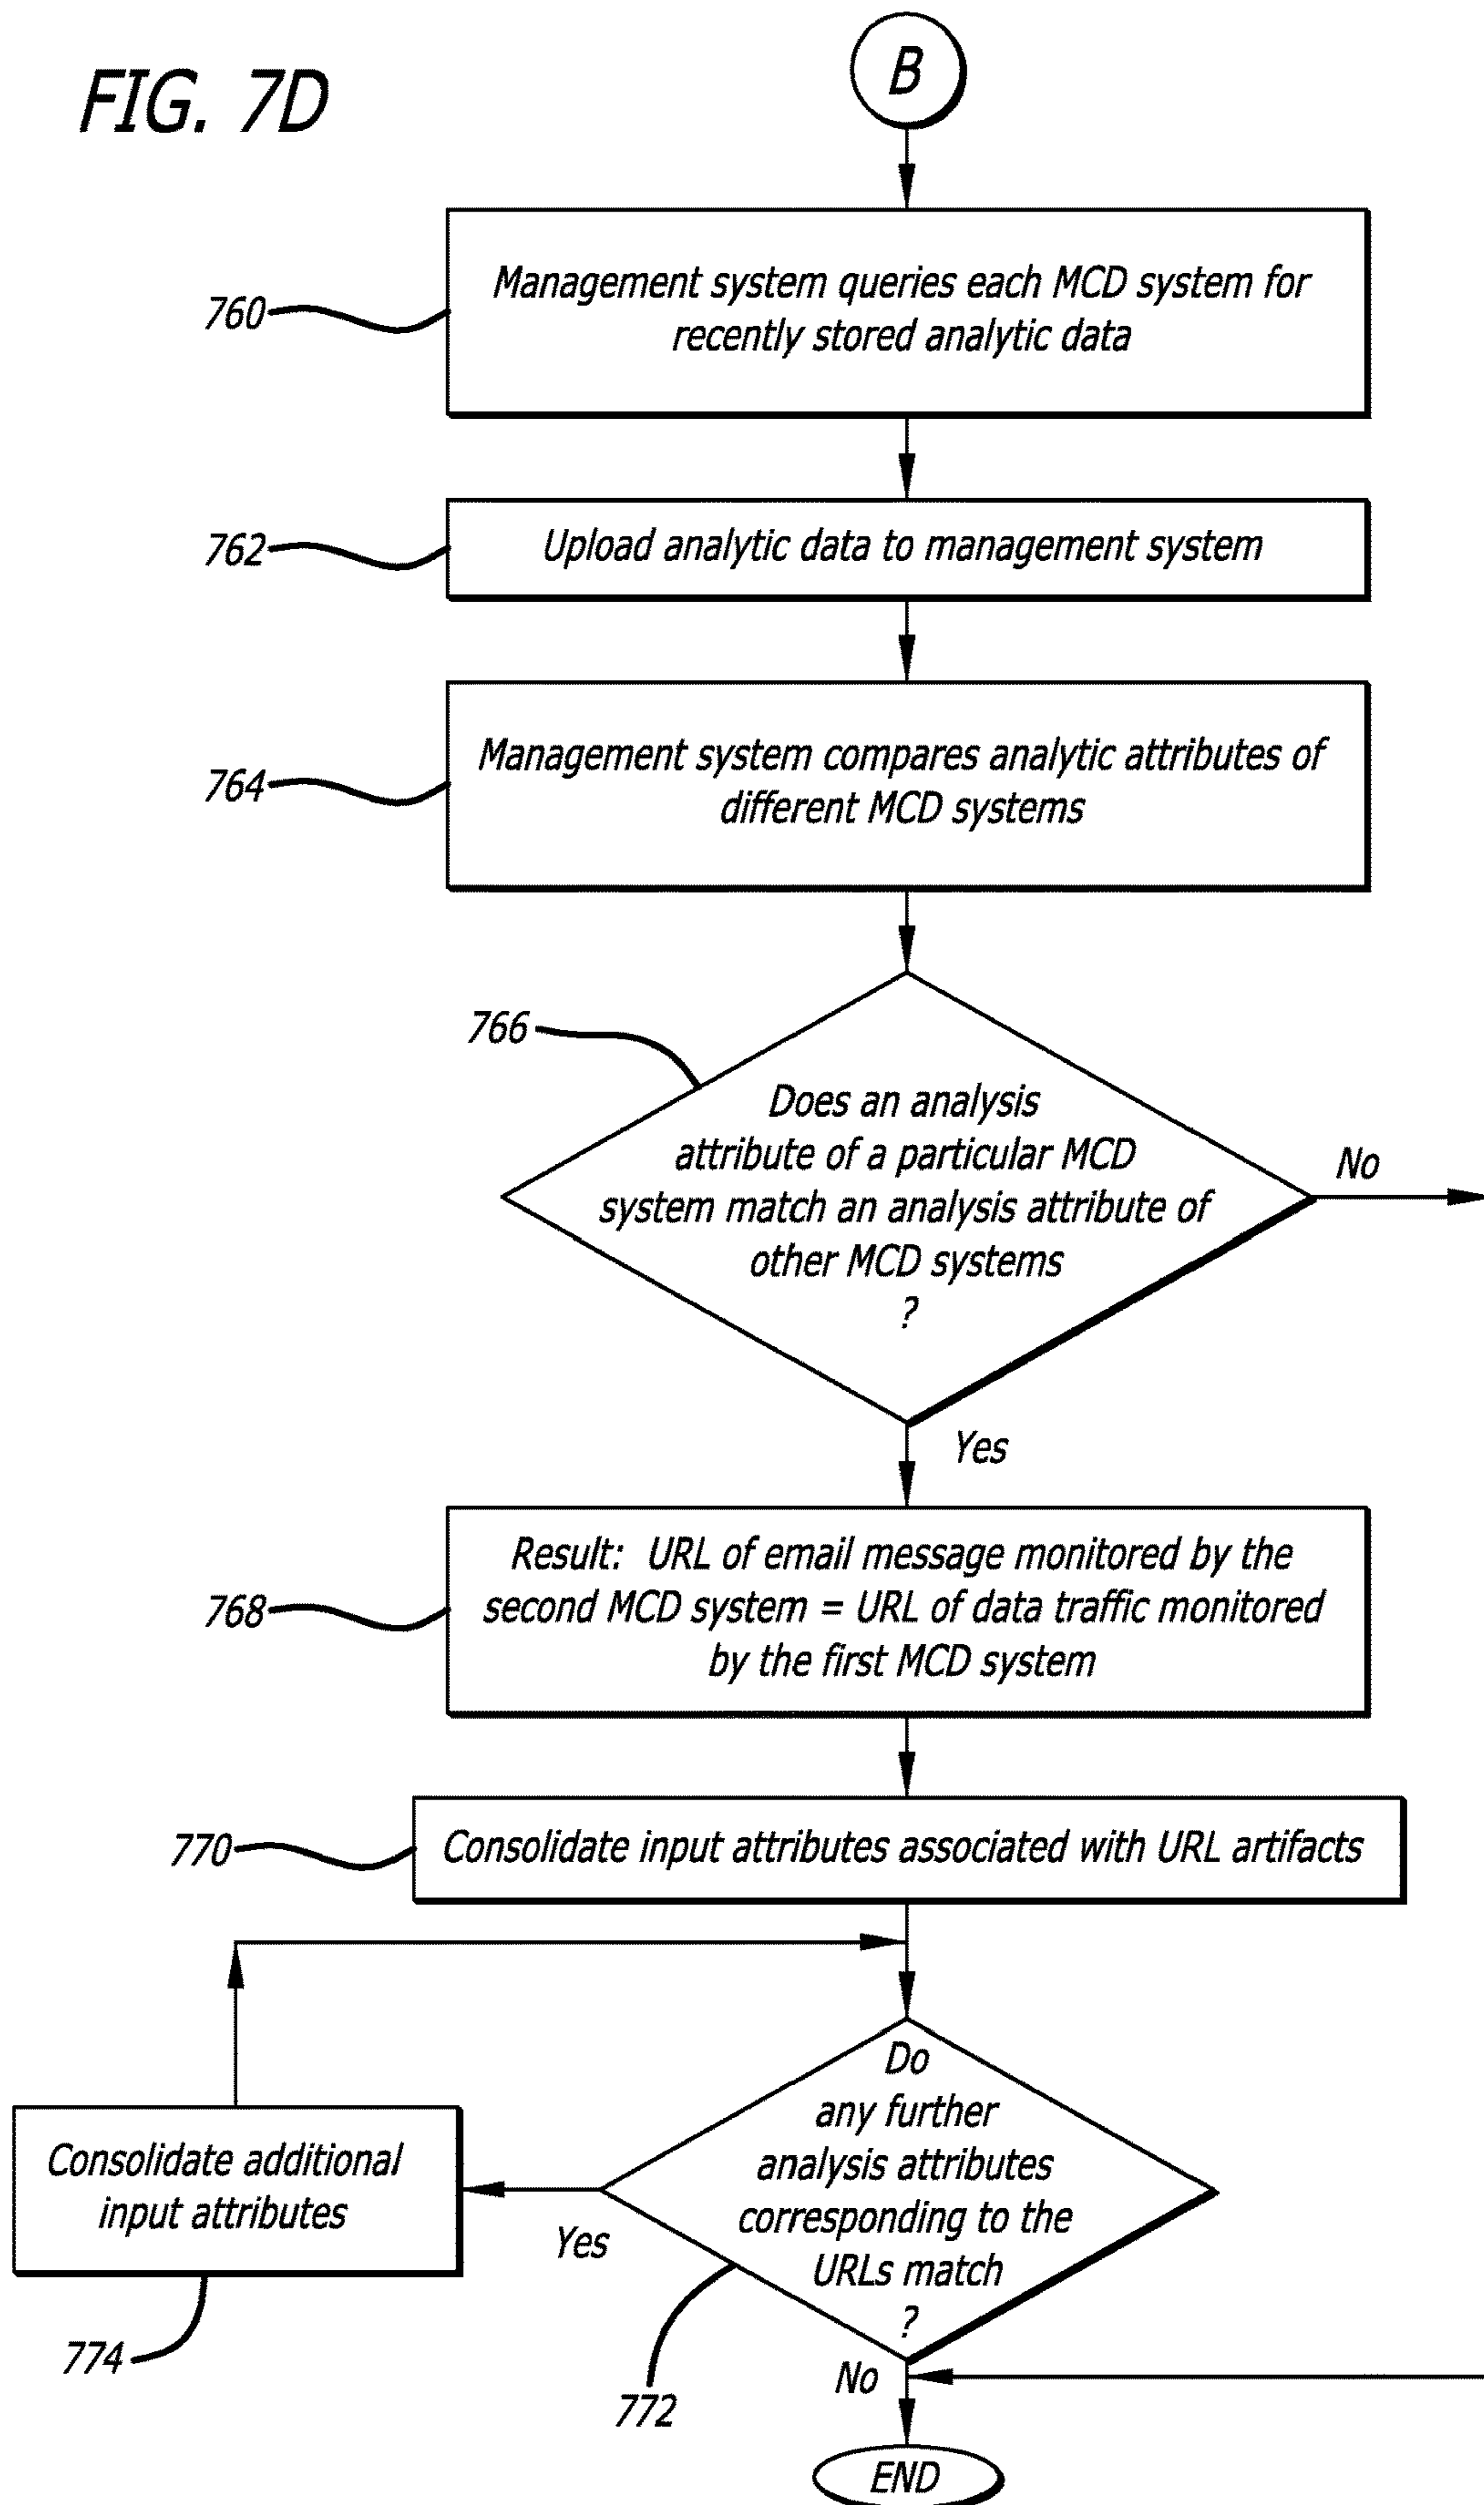 FIG. 7D
B
760
Management system queries each MCD system for
recently stored analytic data
762
Upload analytic data to management system
764
Management system compares analytic attributes of
different MCD systems
766
Does an analysis
attribute of a particular MCD
system match an analysis attribute of
other MCD systems
?
No
Yes
768
Result: URL of email message monitored by the
second MCD system = URL of data traffic monitored
by the first MCD system
770
Consolidate input attributes associated with URL artifacts
Do
any further
analysis attributes
corresponding to the
URLs match
?
Yes
Consolidate additional
input attributes
774
772
No
END